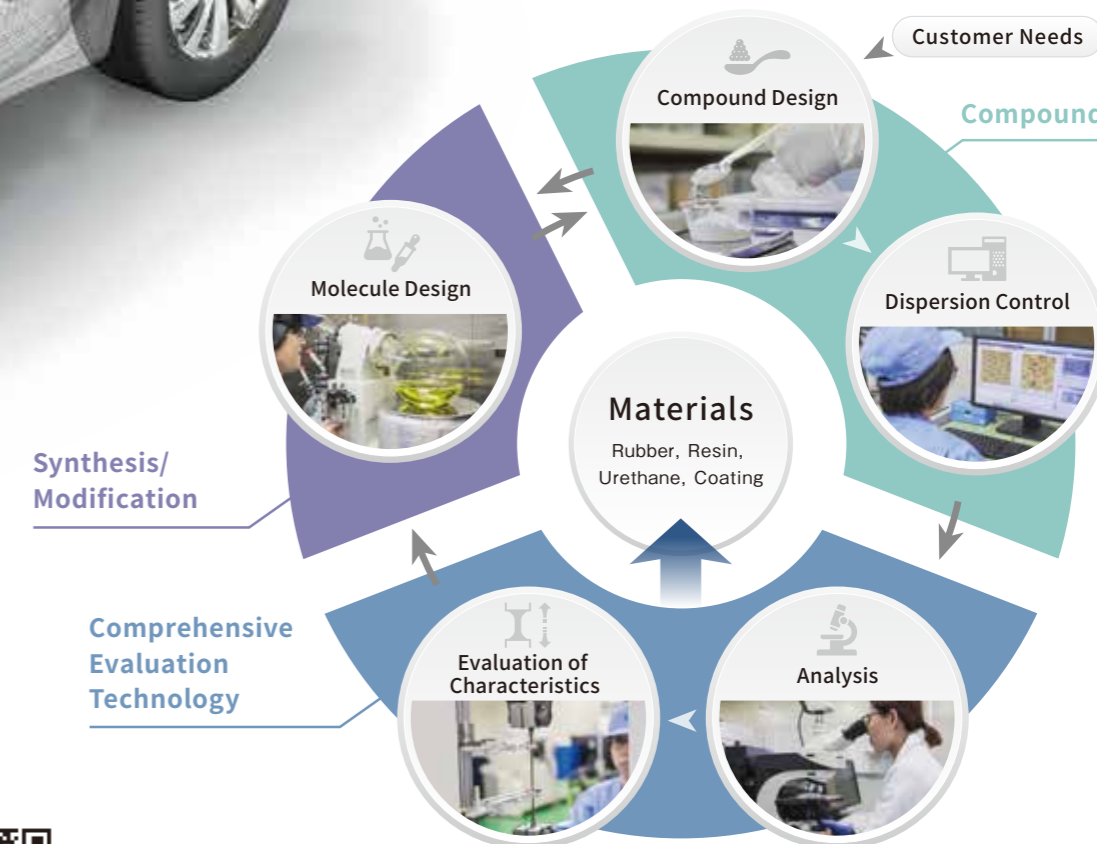 Customer Needs
Compound Design
Compound
Molecule Design
Dispersion Control
Materials
Rubber, Resin,
Urethane, Coating
Synthesis/
Modification
Comprehensive
Evaluation
Technology
Evaluation of
Characteristics
Analysis